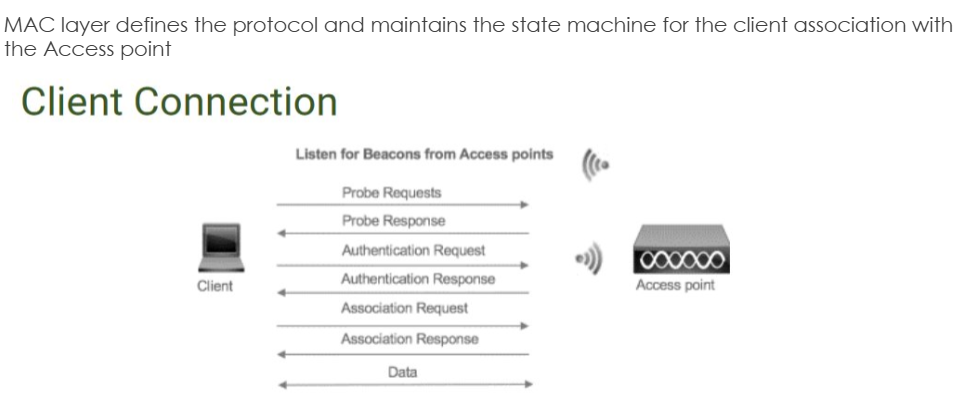 MAC layer defines the protocol and maintains the state machine for the client association with
the Access point
Client Connection
Listen for Beacons from Access points
Probe Requests
Probe Response
Authentication Request
Authentication Response
Association Request
Association Response
Data
Client
Access point